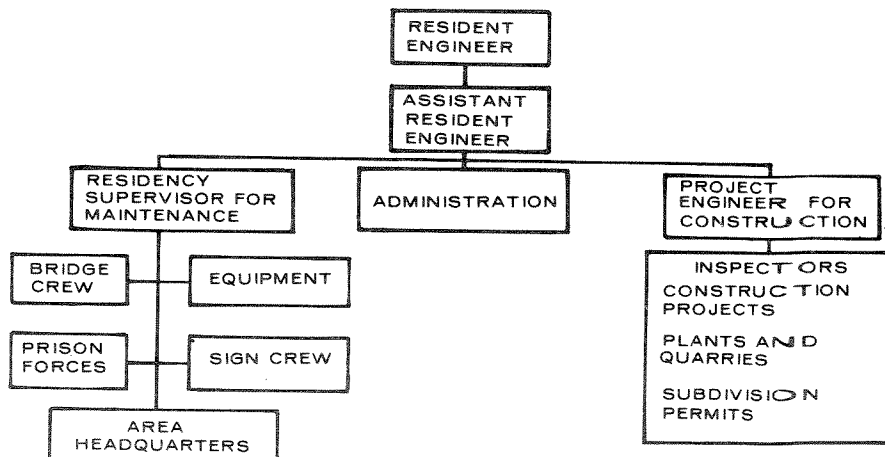 RESIDENT
ENGINEER
ASSISTANT
RESIDENT
ENGINEER
RESIDENCY
SUPERVISOR FOR
MAINTENANCE
ADMINISTRATION
PROJECT
ENGINEER FOR
CONSTRUCTION
BRIDGE
CREW
EQUIPMENT
PRISON
FORCES
SIGN CREW
AREA
HEADQUARTERS
INSPECTORS
CONSTRUCTION
PROJECTS
PLANTS AND
QUARRIES
SUBDIVISION
PERMITS